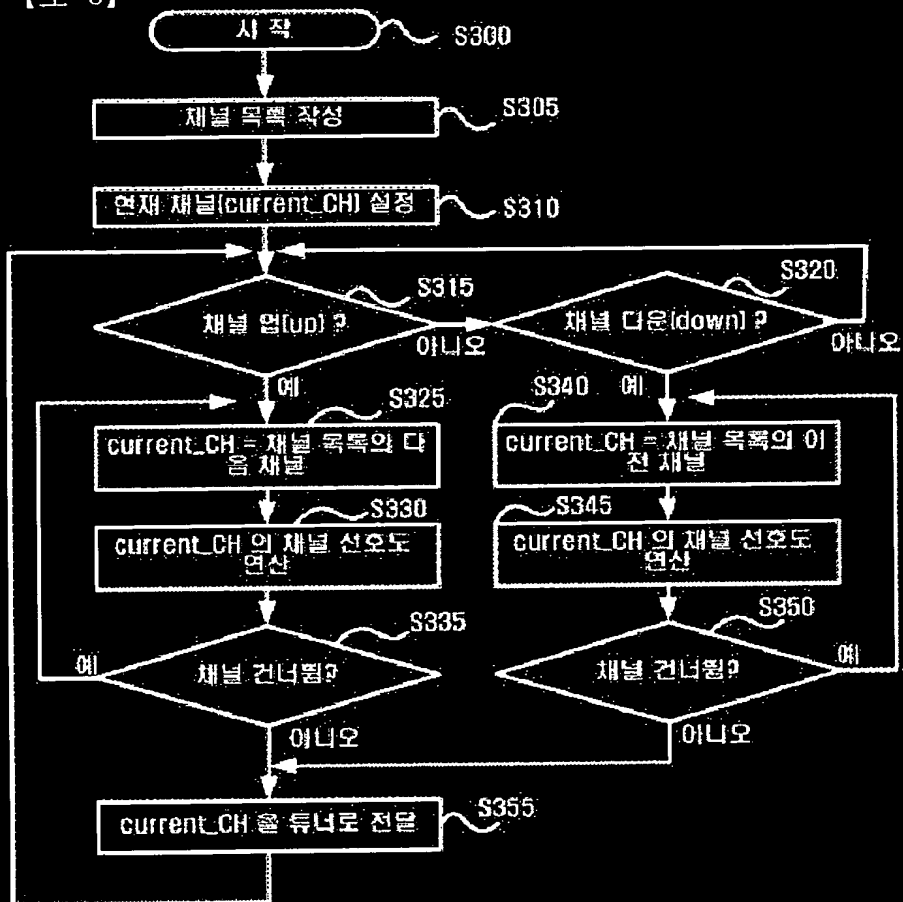 시 작
S300
채널 목록 작성
S305
현재 채널(current_CH) 설정
S310
채널 업(up) ?
S315
아니오
채널 다운(down) ?
S320
아니오
예
예
S325
current_CH = 채널 목록의 다
음 채널
S340
current_CH = 채널 목록의 이
전 채널
S330
current_CH 의 채널 선호도
연산
S345
current_CH 의 채널 선호도
연산
S335
채널 건너뜀?
예
아니오
S350
채널 건너뜀?
예
아니오
current_CH 을 튜너로 전달
S355